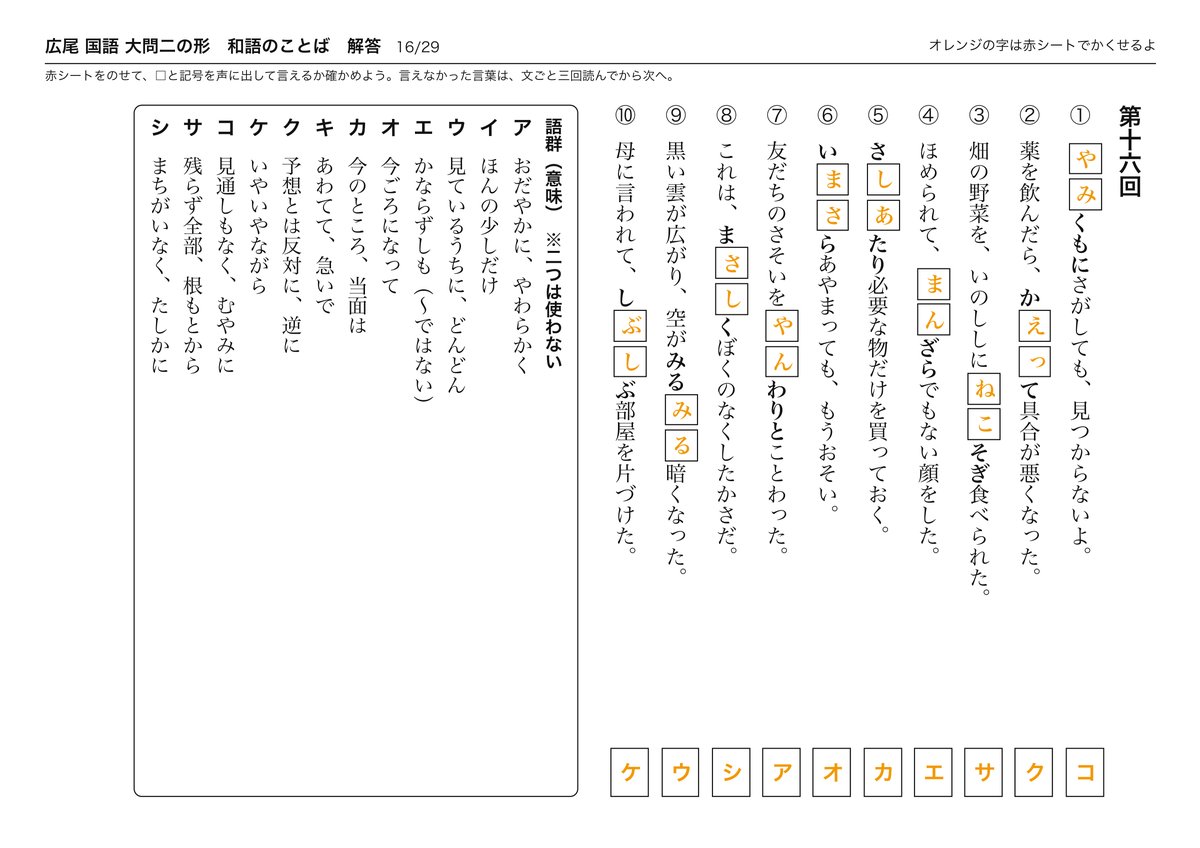 広尾 国語 大問二の形　和語のことば　解答　16/29
オレンジの字は赤シートでかくせるよ
赤シートをのせて、□と記号を声に出して言えるか確かめよう。言えなかった言葉は、文ごと三回読んでから次へ。
第十六回
① やみくもにさがしても、見つからないよ。 コ
② 薬を飲んだら、かえって具合が悪くなった。 ク
③ 畑の野菜を、いのししにねこそぎ食べられた。 サ
④ ほめられて、まんざらでもない顔をした。 エ
⑤ さしあたり必要な物だけを買っておく。 カ
⑥ いまさらあやまっても、もうおそい。 オ
⑦ 友だちのさそいをやんわりとことわった。 ア
⑧ これは、まさしくぼくのなくしたかさだ。 シ
⑨ 黒い雲が広がり、空がみるみる暗くなった。 ウ
⑩ 母に言われて、しぶしぶ部屋を片づけた。 ケ
語群（意味）　※二つは使わない
ア　おだやかに、やわらかく
イ　ほんの少しだけ
ウ　見ているうちに、どんどん
エ　かならずしも（〜ではない）
オ　今ごろになって
カ　今のところ、当面は
キ　あわてて、急いで
ク　予想とは反対に、逆に
ケ　いやいやながら
コ　見通しもなく、むやみに
サ　残らず全部、根もとから
シ　まちがいなく、たしかに